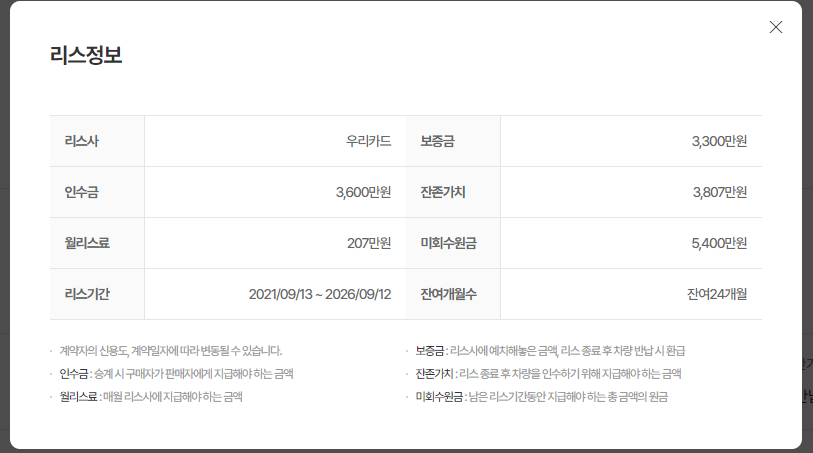 리스정보
리스사 우리카드 보증금 3,300만원
인수금 3,600만원 잔존가치 3,807만원
월리스료 207만원 미회수원금 5,400만원
리스기간 2021/09/13 ~ 2026/09/12 잔여개월수 잔여24개월
· 계약자의 신용도, 계약일자에 따라 변동될 수 있습니다.
· 인수금 : 승계 시 구매자가 판매자에게 지급해야 하는 금액
· 월리스료 : 매월 리스사에 지급해야 하는 금액
· 보증금 : 리스사에 예치해놓은 금액, 리스 종료 후 차량 반납 시 환급
· 잔존가치 : 리스 종료 후 차량을 인수하기 위해 지급해야 하는 금액
· 미회수원금 : 남은 리스기간동안 지급해야 하는 총 금액의 원금